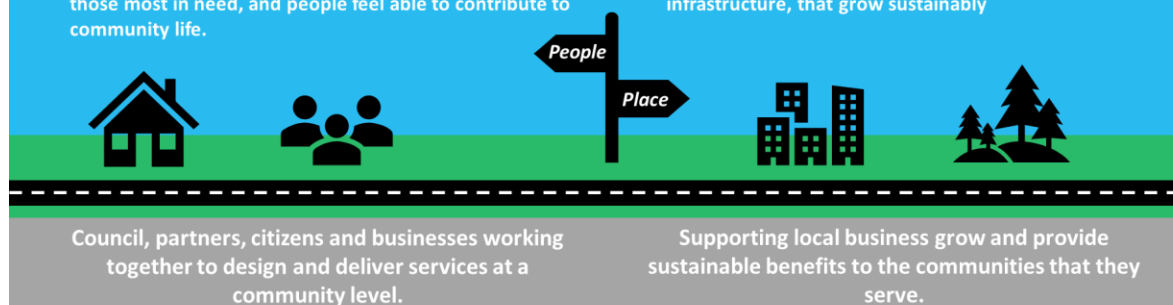 those most in need, and people feel able to contribute to
community life.
infrastructure, that grow sustainably
People
Place
Council, partners, citizens and businesses working
together to design and deliver services at a
community level.
Supporting local business grow and provide
sustainable benefits to the communities that they
serve.